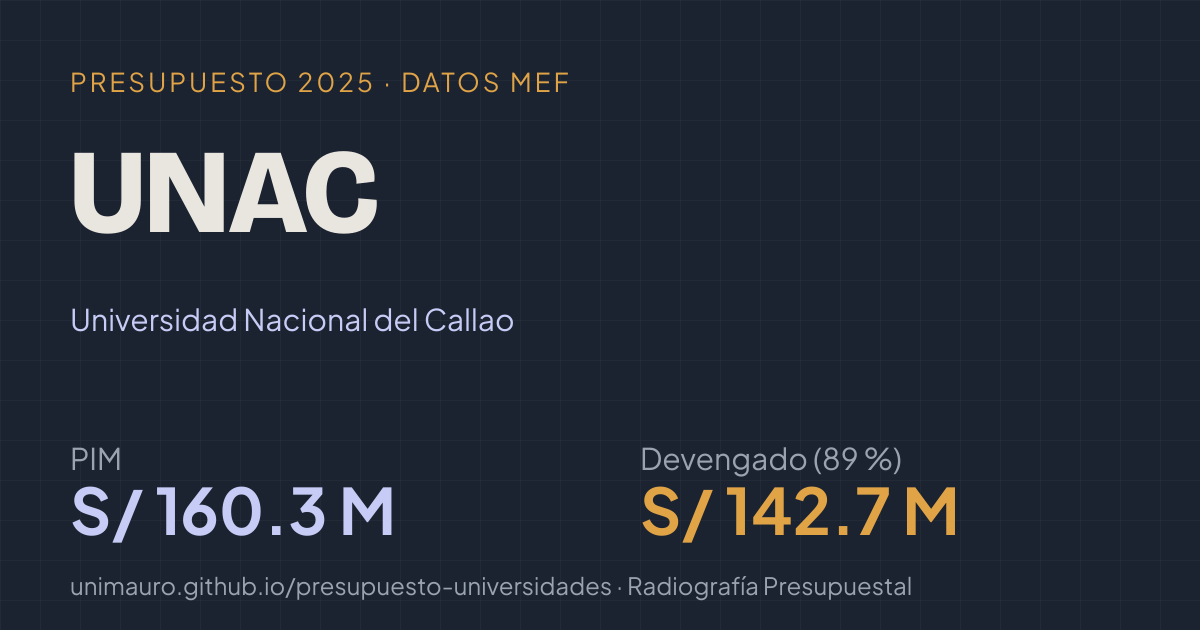 PRESUPUESTO 2025 · DATOS MEF
UNAC
Universidad Nacional del Callao
PIM
S/ 160.3 M
Devengado (89 %)
S/ 142.7 M
unimauro.github.io/presupuesto-universidades · Radiografía Presupuestal